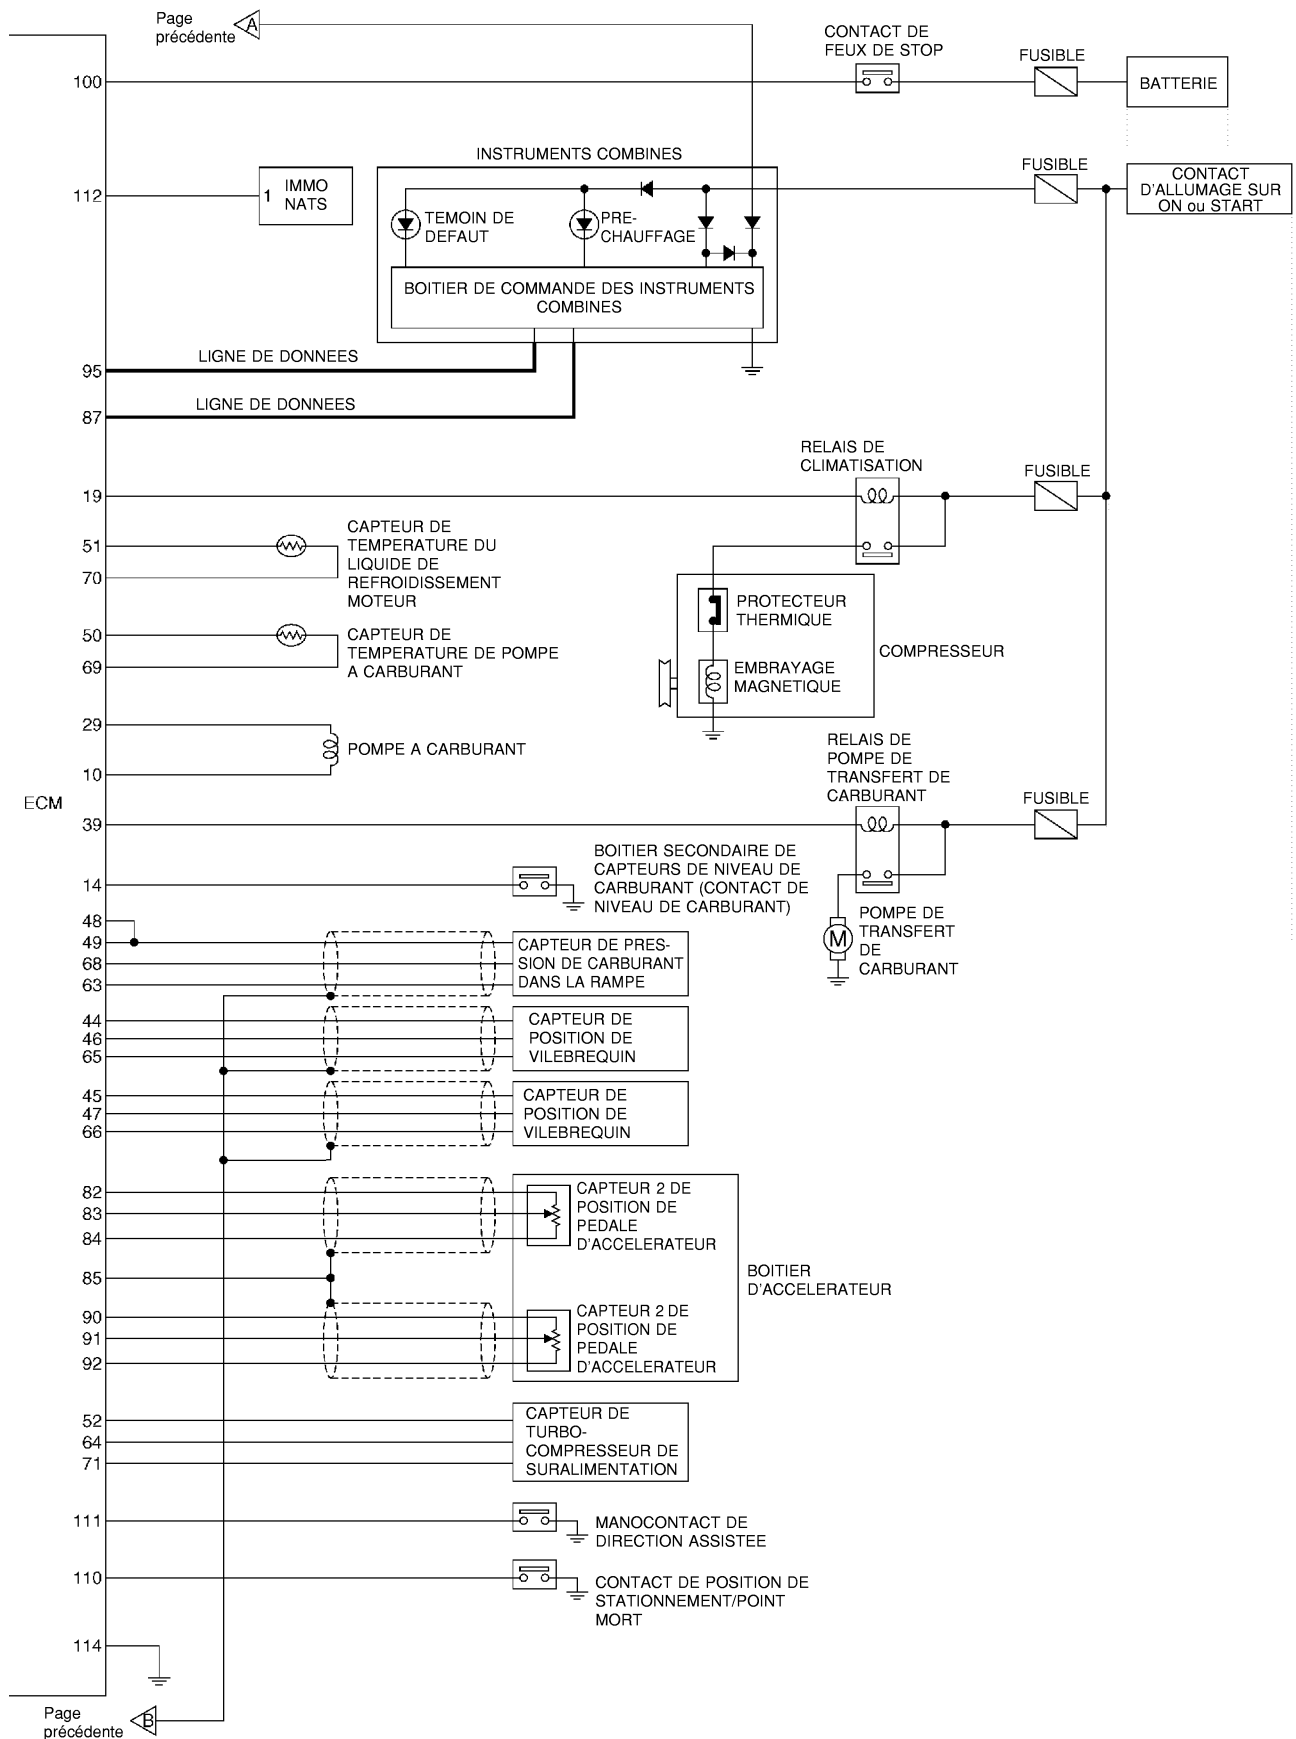 Page
précédente
A
CONTACT DE
FEUX DE STOP
FUSIBLE
100
BATTERIE
INSTRUMENTS COMBINES
FUSIBLE
CONTACT
D'ALLUMAGE SUR
ON ou START
112
1
IMMO
NATS
TEMOIN DE
DEFAUT
PRE-
CHAUFFAGE
BOITIER DE COMMANDE DES INSTRUMENTS
COMBINES
LIGNE DE DONNEES
95
LIGNE DE DONNEES
87
RELAIS DE
CLIMATISATION
FUSIBLE
19
51
70
CAPTEUR DE
TEMPERATURE DU
LIQUIDE DE
REFROIDISSEMENT
MOTEUR
PROTECTEUR
THERMIQUE
COMPRESSEUR
EMBRAYAGE
MAGNETIQUE
50
69
CAPTEUR DE
TEMPERATURE DE POMPE
A CARBURANT
29
10
POMPE A CARBURANT
RELAIS DE
POMPE DE
TRANSFERT DE
CARBURANT
FUSIBLE
ECM
39
14
BOITIER SECONDAIRE DE
CAPTEURS DE NIVEAU DE
CARBURANT (CONTACT DE
NIVEAU DE CARBURANT)
M
POMPE DE
TRANSFERT
DE
CARBURANT
48
49
68
63
CAPTEUR DE PRES-
SION DE CARBURANT
DANS LA RAMPE
44
46
65
CAPTEUR DE
POSITION DE
VILEBREQUIN
45
47
66
CAPTEUR DE
POSITION DE
VILEBREQUIN
82
83
84
CAPTEUR 2 DE
POSITION DE
PEDALE
D'ACCELERATEUR
85
BOITIER
D'ACCELERATEUR
90
91
92
CAPTEUR 2 DE
POSITION DE
PEDALE
D'ACCELERATEUR
52
64
71
CAPTEUR DE
TURBO-
COMPRESSEUR DE
SURALIMENTATION
111
MANOCONTACT DE
DIRECTION ASSISTEE
110
CONTACT DE POSITION DE
STATIONNEMENT/POINT
MORT
114
Page
précédente
B